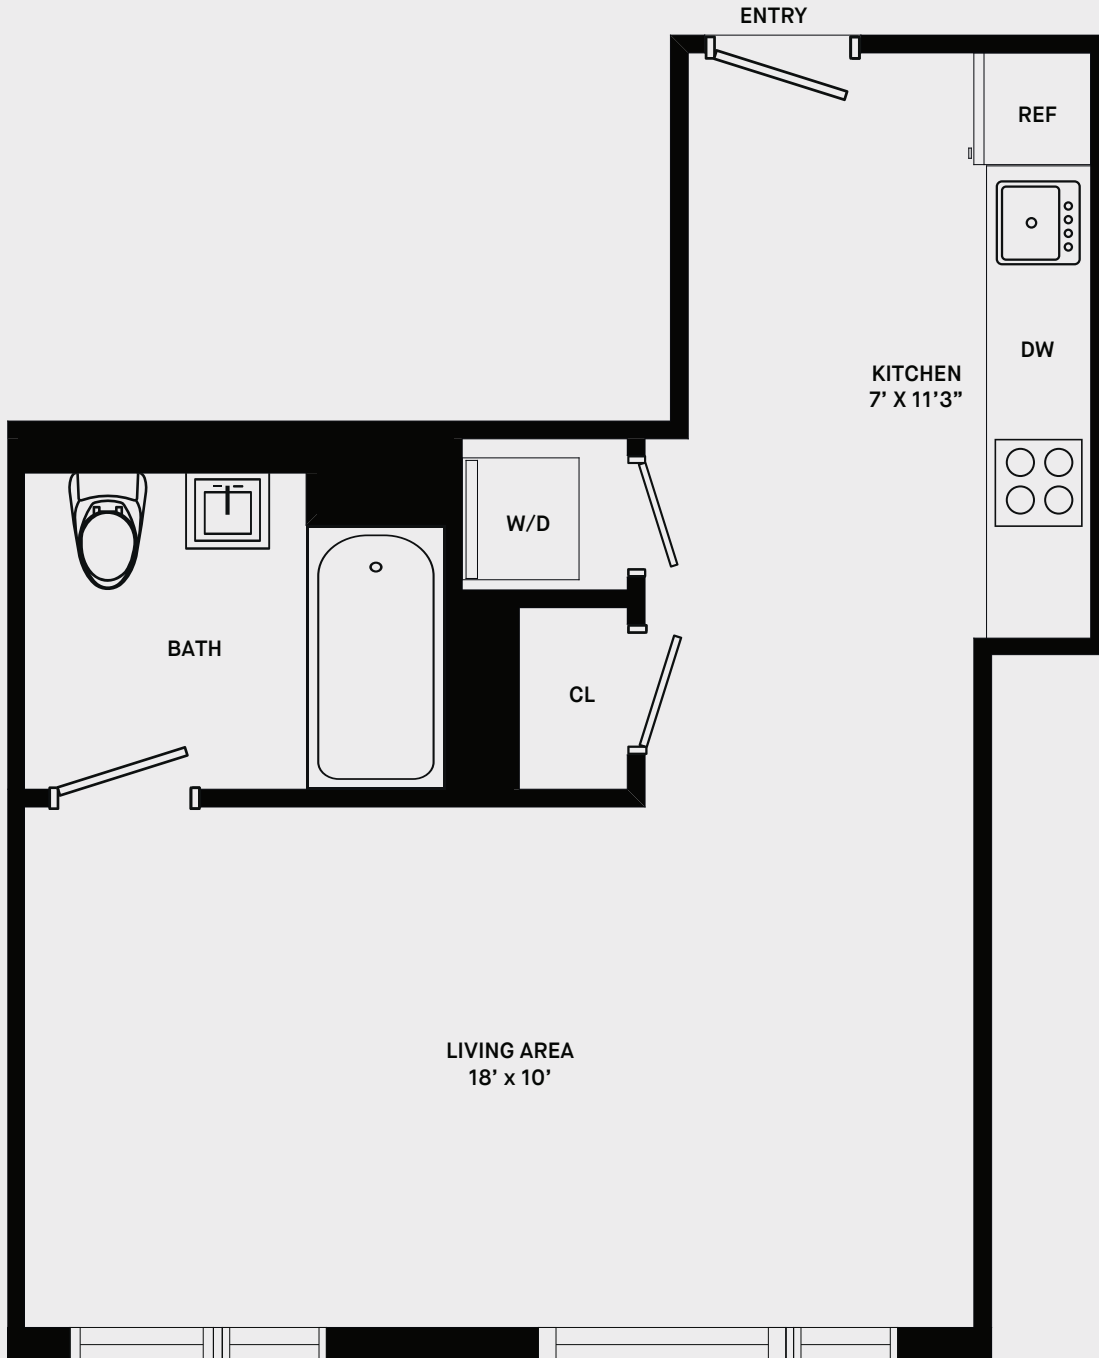 ENTRY
REF
DW
KITCHEN
7’ X 11’3”
W/D
BATH
CL
LIVING AREA
18’ x 10’